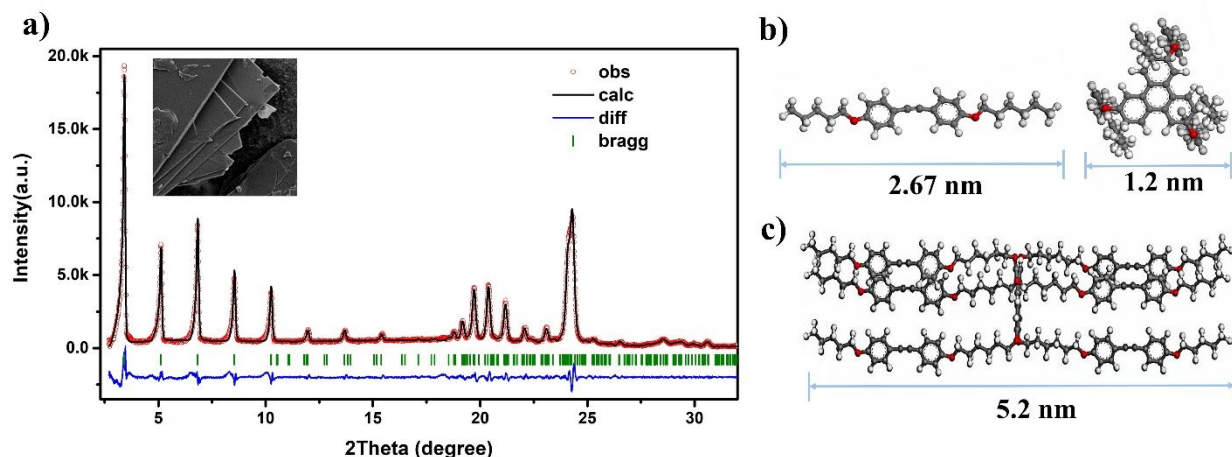 a)
20.0k
15.0k
10.0k
5.0k
0.0
Intensity(a.u.)
obs
calc
diff
bragg
5 10 15 20 25 30
2Theta (degree)
b)
2.67 nm 1.2 nm
c)
5.2 nm